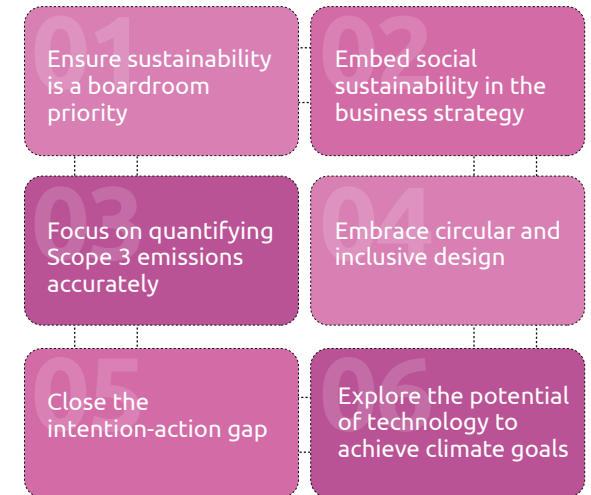 01
Ensure sustainability
is a boardroom
priority
02
Embed social
sustainability in the
business strategy
03
Focus on quantifying
Scope 3 emissions
accurately
04
Embrace circular and
inclusive design
05
Close the
intention-action gap
06
Explore the potential
of technology to
achieve climate goals